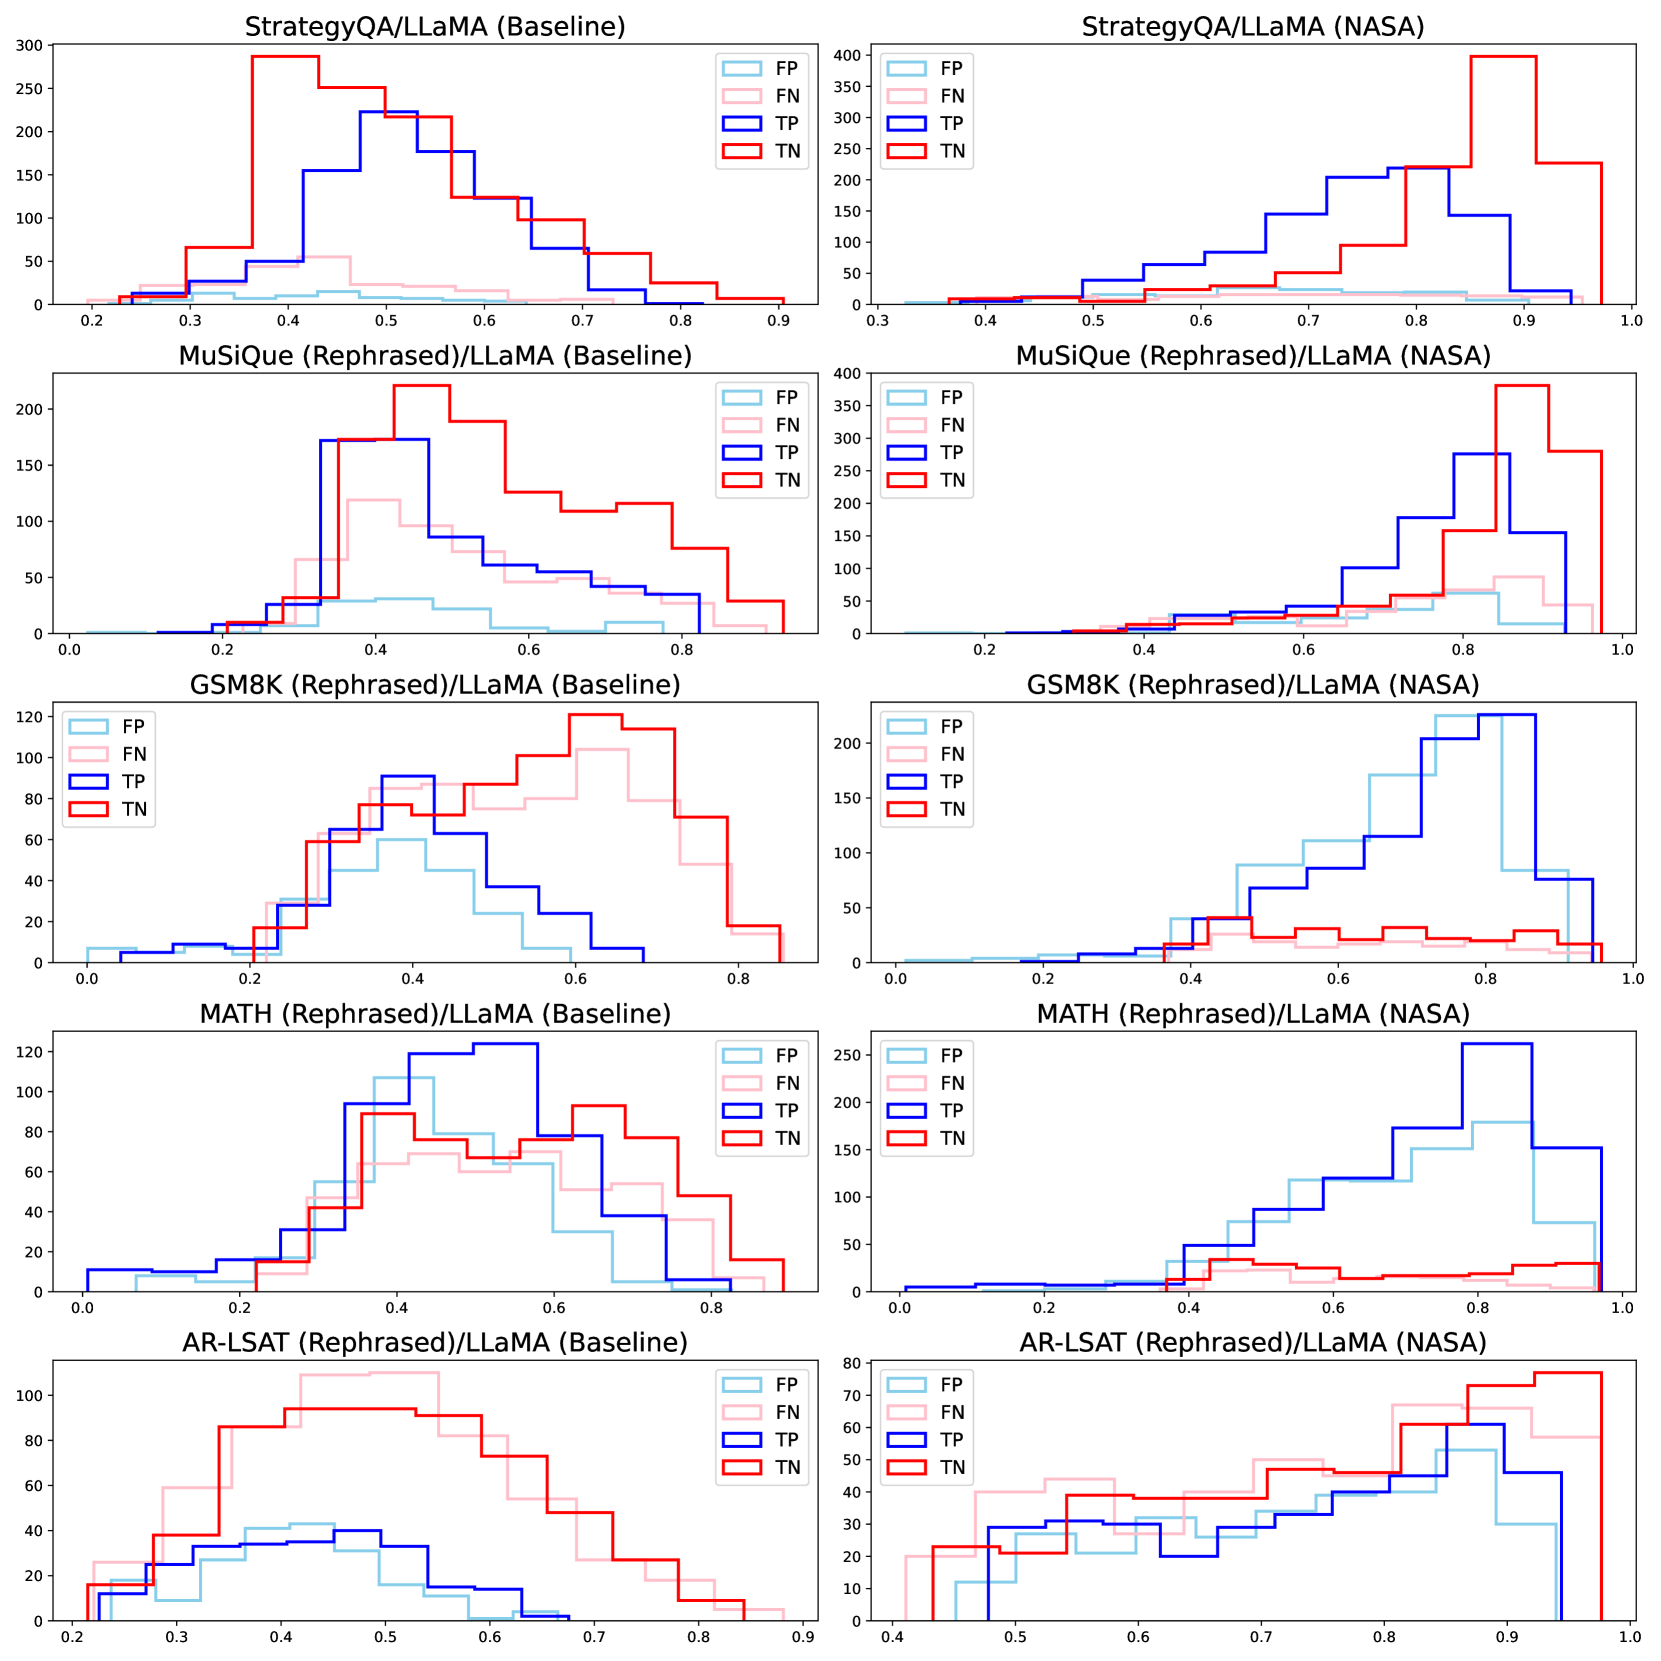 StrategyQA/LLaMA (Baseline)
300
250
200
150
100
50
0
0.2 0.3 0.4 0.5 0.6 0.7 0.8 0.9
FP
FN
TP
TN
StrategyQA/LLaMA (NASA)
400
350
300
250
200
150
100
50
0
0.3 0.4 0.5 0.6 0.7 0.8 0.9 1.0
FP
FN
TP
TN
MuSiQue (Rephrased)/LLaMA (Baseline)
200
150
100
50
0
0.0 0.2 0.4 0.6 0.8
FP
FN
TP
TN
MuSiQue (Rephrased)/LLaMA (NASA)
400
350
300
250
200
150
100
50
0
0.2 0.4 0.6 0.8 1.0
FP
FN
TP
TN
GSM8K (Rephrased)/LLaMA (Baseline)
120
100
80
60
40
20
0
0.0 0.2 0.4 0.6 0.8
FP
FN
TP
TN
GSM8K (Rephrased)/LLaMA (NASA)
200
150
100
50
0
0.0 0.2 0.4 0.6 0.8 1.0
FP
FN
TP
TN
MATH (Rephrased)/LLaMA (Baseline)
120
100
80
60
40
20
0
0.0 0.2 0.4 0.6 0.8
FP
FN
TP
TN
MATH (Rephrased)/LLaMA (NASA)
250
200
150
100
50
0
0.0 0.2 0.4 0.6 0.8 1.0
FP
FN
TP
TN
AR-LSAT (Rephrased)/LLaMA (Baseline)
100
80
60
40
20
0
0.2 0.3 0.4 0.5 0.6 0.7 0.8 0.9
FP
FN
TP
TN
AR-LSAT (Rephrased)/LLaMA (NASA)
80
70
60
50
40
30
20
10
0
0.4 0.5 0.6 0.7 0.8 0.9 1.0
FP
FN
TP
TN